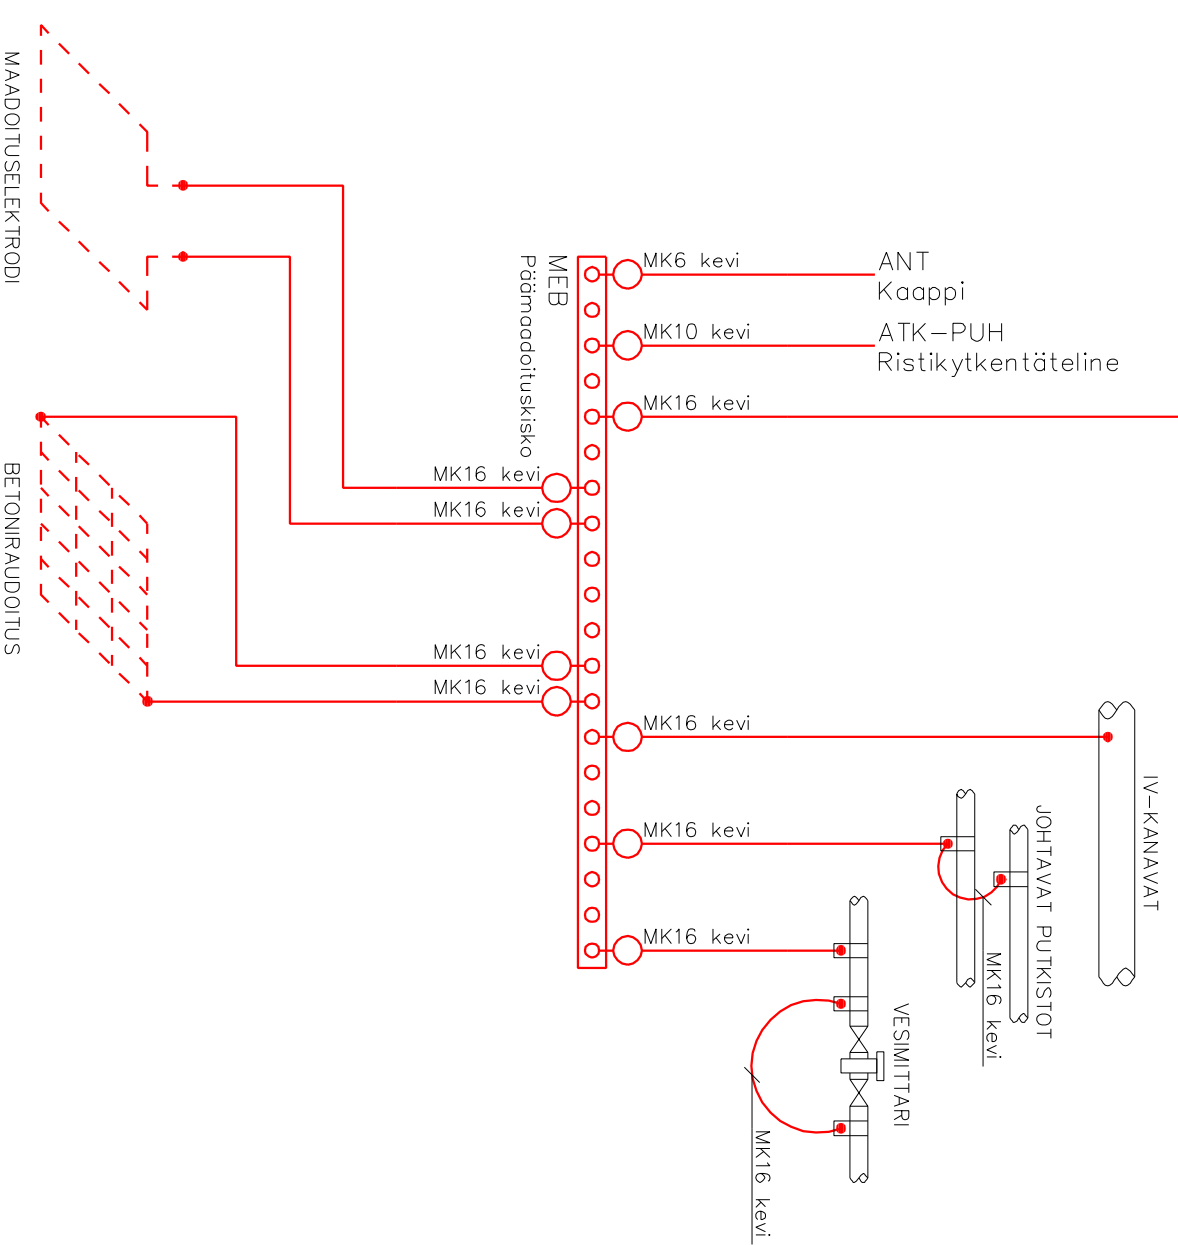 MK6 kevi
ANT
Kaappi
MK10 kevi
ATK-PUH
Ristikytkentäteline
MK16 kevi
MEB
Päämaadoituskisko
MAADOITUSELEKTRODI
MK16 kevi
MK16 kevi
BETONIRAUDOITUS
MK16 kevi
MK16 kevi
MK16 kevi
IV-KANAVAT
MK16 kevi
JOHTAVAT PUTKISTOT
MK16 kevi
MK16 kevi
VESIMITTARI
MK16 kevi